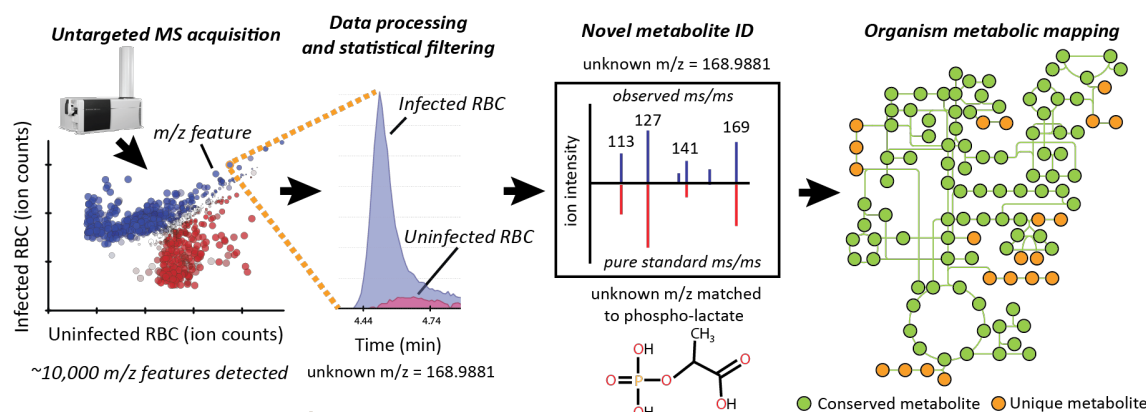 Untargeted MS acquisition
m/z feature
Infected RBC (ion counts)
Uninfected RBC (ion counts)
~10,000 m/z features detected
Data processing
and statistical filtering
Infected RBC
Uninfected RBC
4.44 4.74
Time (min)
unknown m/z = 168.9881
Novel metabolite ID
unknown m/z = 168.9881
observed ms/ms
113 127 141 169
ion intensity
pure standard ms/ms
unknown m/z matched
to phospho-lactate
CH₃
OH
O
O P O
OH OH
Organism metabolic mapping
Conserved metabolite Unique metabolite